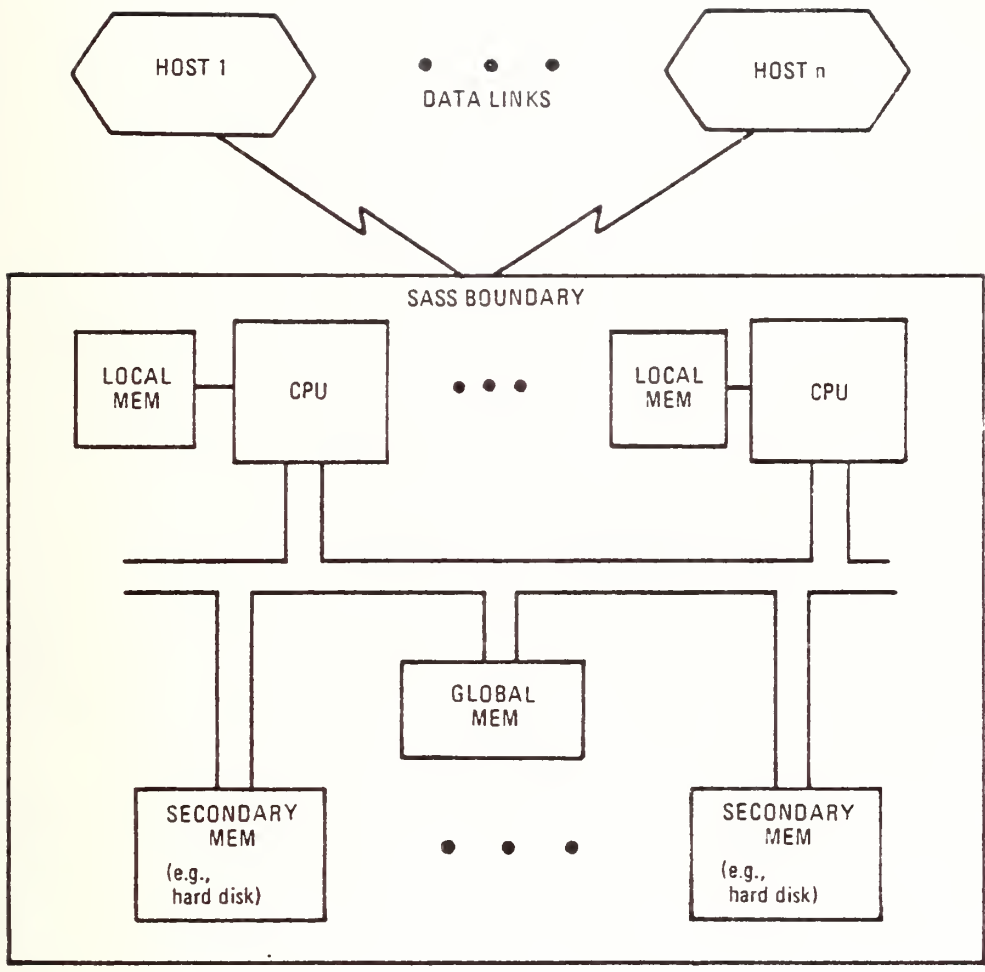 HOST 1
HOST n
DATA LINKS
SASS BOUNDARY
LOCAL
MEM
CPU
LOCAL
MEM
CPU
GLOBAL
MEM
SECONDARY
MEM
(e.g.,
hard disk)
SECONDARY
MEM
(e.g.,
hard disk)